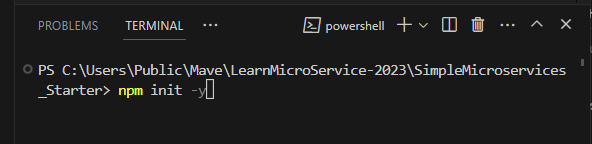 PROBLEMS TERMINAL ··· powershell
PS C:\Users\Public\Mave\LearnMicroService-2023\SimpleMicroservices
_Starter> npm init -y